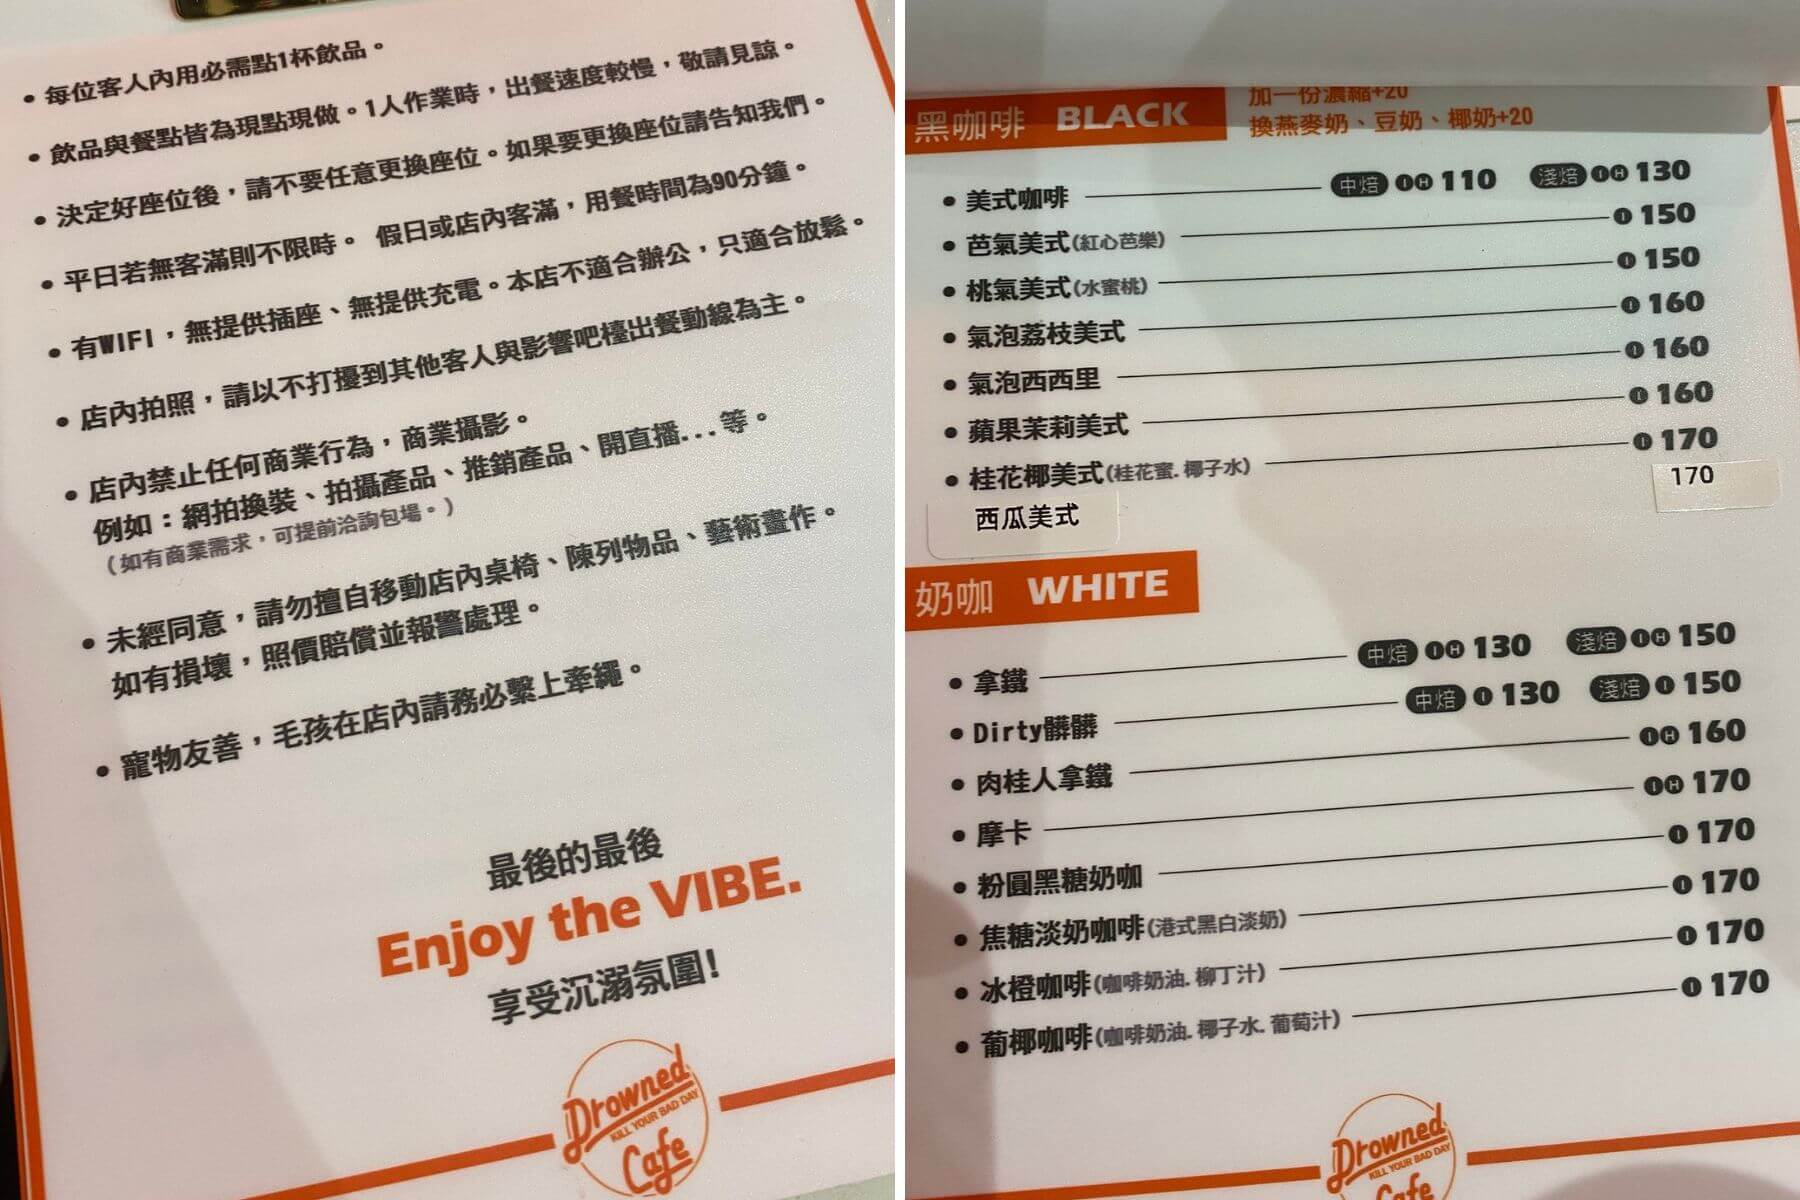 • 每位客人內用必需點1杯飲品。
• 飲品與餐點皆為現點現做。1人作業時，出餐速度較慢，敬請見諒。
• 決定好座位後，請不要任意更換座位。如果要更換座位請告知我們。
• 平日若無客滿則不限時。 假日或店內客滿，用餐時間為90分鐘。
• 有WIFI，無提供插座、無提供充電。本店不適合辦公，只適合放鬆。
• 店內拍照，請以不打擾到其他客人與影響吧檯出餐動線為主。
• 店內禁止任何商業行為，商業攝影。
例如：網拍換裝、拍攝產品、推銷產品、開直播...等。
（如有商業需求，可提前洽詢包場。）
• 未經同意，請勿擅自移動店內桌椅、陳列物品、藝術畫作。
如有損壞，照價賠償並報警處理。
• 寵物友善，毛孩在店內請務必繫上牽繩。
最後的最後
Enjoy the VIBE.
享受沉溺氛圍!
Drowned
KILL YOUR BAD DAY
Cafe
加一份濃縮+20
黑咖啡 BLACK 換燕麥奶、豆奶、椰奶+20
• 美式咖啡 中焙 I H 110 淺焙 I H 130
• 芭氣美式(紅心芭樂) I 150
• 桃氣美式(水蜜桃) I 150
• 氣泡荔枝美式 I 160
• 氣泡西西里 I 160
• 蘋果茉莉美式 I 160
• 桂花椰美式(桂花蜜.椰子水) I 170
西瓜美式 170
奶咖 WHITE
• 拿鐵 中焙 I H 130 淺焙 I H 150
• Dirty髒髒 中焙 I 130 淺焙 I 150
• 肉桂人拿鐵 I H 160
• 摩卡 I H 170
• 粉圓黑糖奶咖 I 170
• 焦糖淡奶咖啡(港式黑白淡奶) I 170
• 冰橙咖啡(咖啡奶油.柳丁汁) I 170
• 葡椰咖啡(咖啡奶油.椰子水.葡萄汁) I 170
Drowned
KILL YOUR BAD DAY
Cafe